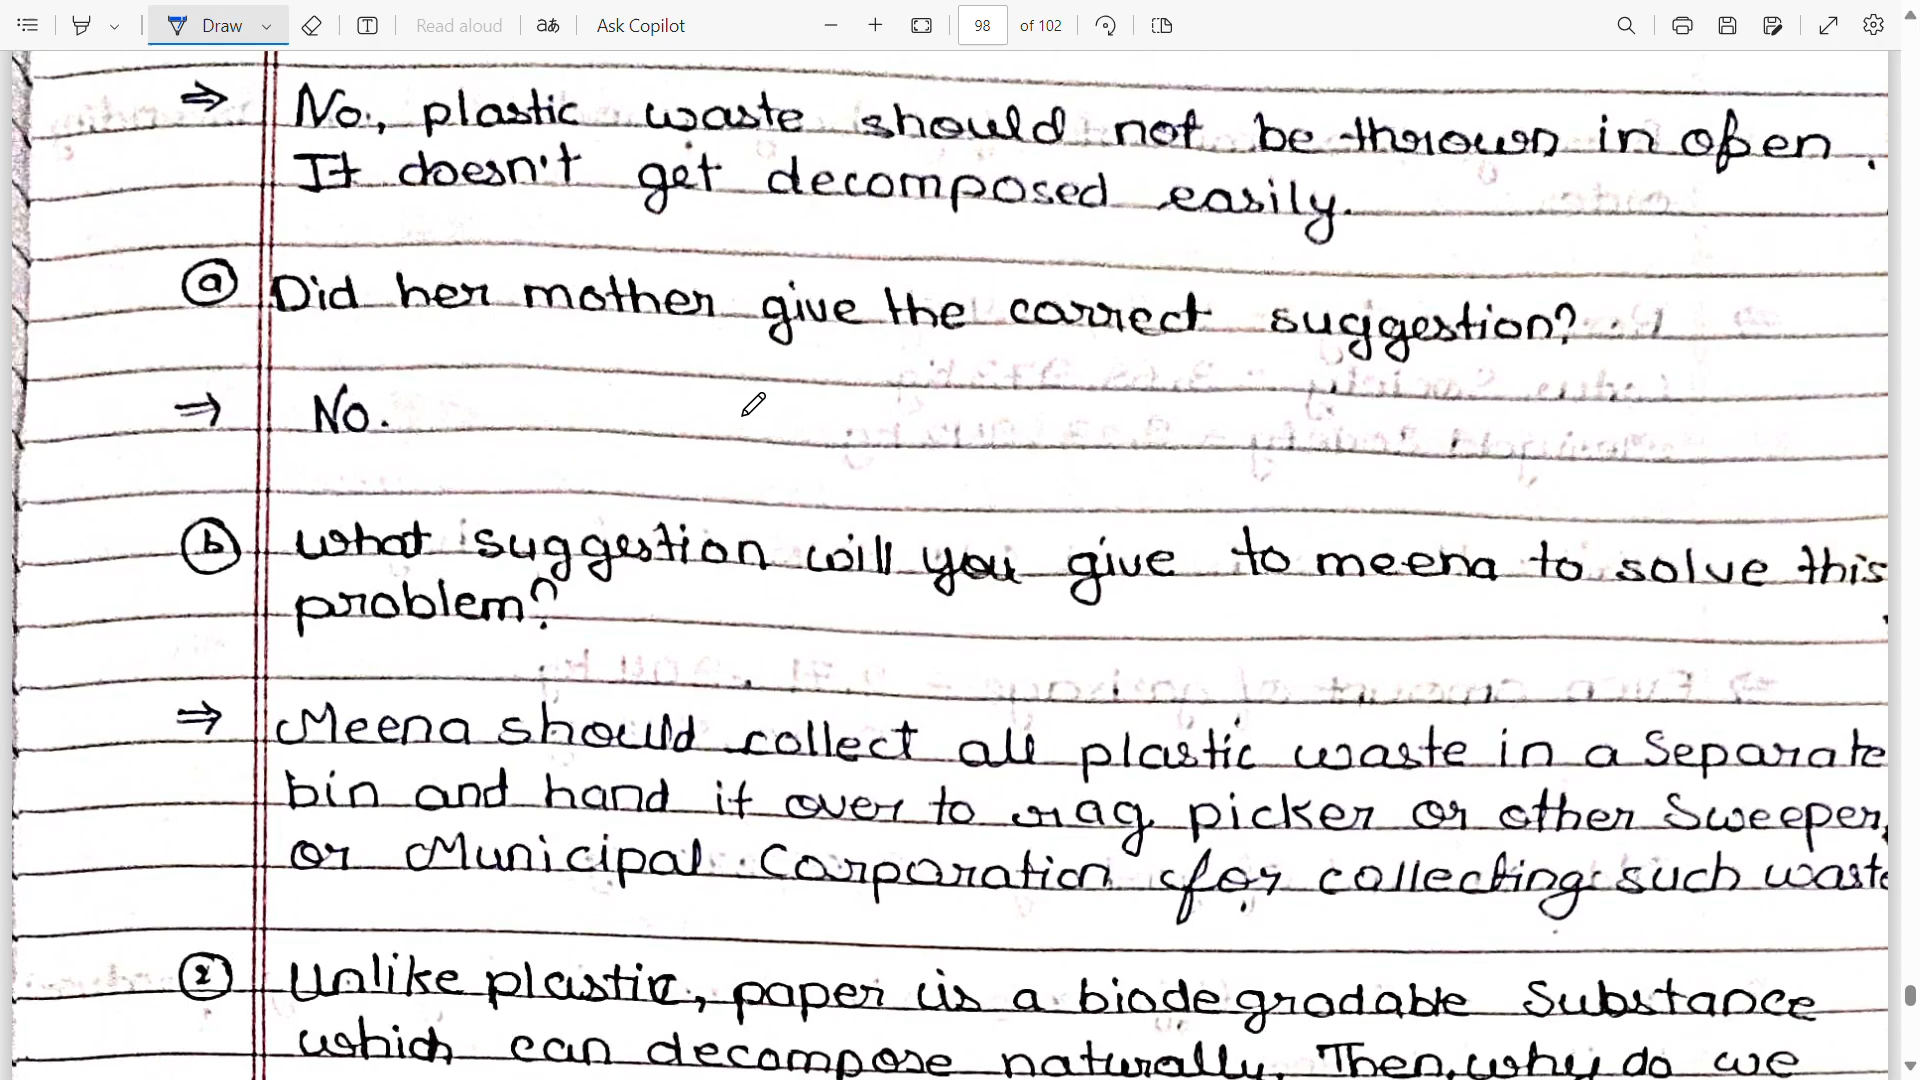 Draw
Read aloud
Ask Copilot
98 of 102
⇒ No., plastic waste should not be thrown in open.
It doesn't get decomposed easily.
ⓐ Did her mother give the correct suggestion?
⇒ No.
ⓑ What suggestion will you give to meena to solve this
problem?
⇒ Meena should collect all plastic waste in a Separate
bin and hand it over to rag picker or other Sweeper,
or Municipal Corporation for collecting such waste
② Unlike plastic, paper is a biodegradable Substance
which can decompose naturally. Then, why do we